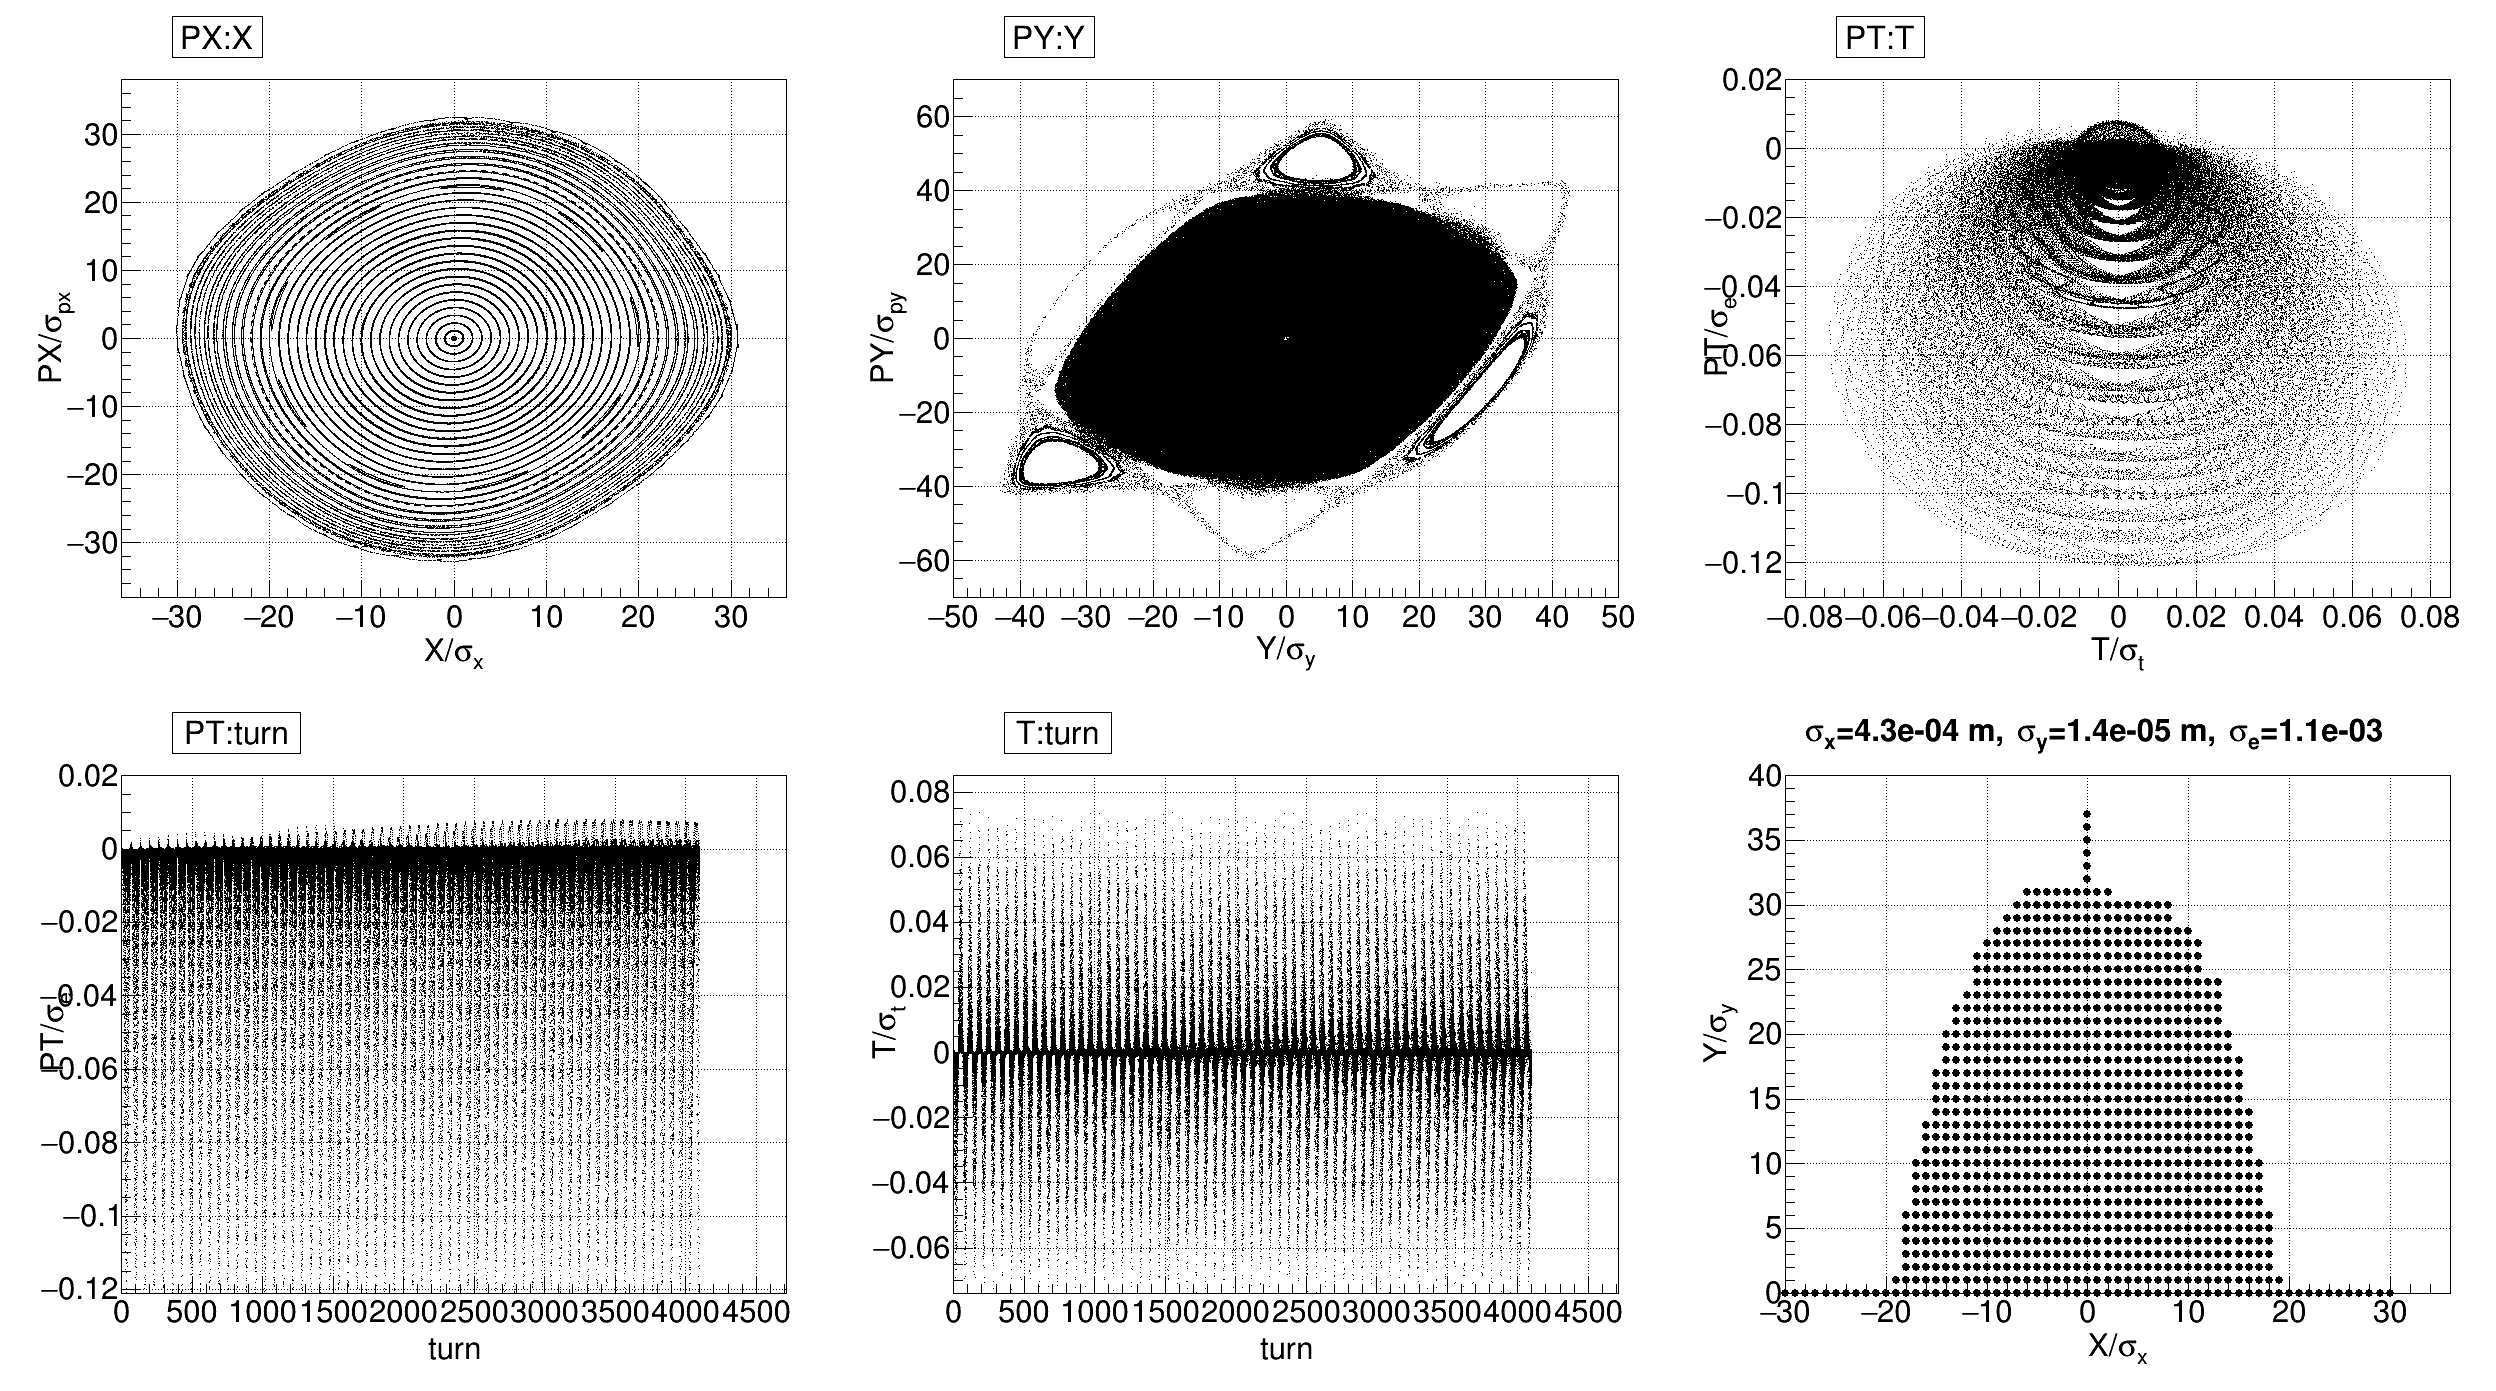 PX:X
30
20
10
0
−10
−20
−30
PX/σpx
−30 −20 −10 0 10 20 30
X/σx
PY:Y
60
40
20
0
−20
−40
−60
PY/σpy
−50 −40 −30 −20 −10 0 10 20 30 40 50
Y/σy
PT:T
0.02
0
−0.02
−0.04
−0.06
−0.08
−0.1
−0.12
PT/σe
−0.08 −0.06 −0.04 −0.02 0 0.02 0.04 0.06 0.08
T/σt
PT:turn
0.02
0
−0.02
−0.04
−0.06
−0.08
−0.1
−0.12
PT/σe
0 500 1000 1500 2000 2500 3000 3500 4000 4500
turn
T:turn
0.08
0.06
0.04
0.02
0
−0.02
−0.04
−0.06
T/σt
0 500 1000 1500 2000 2500 3000 3500 4000 4500
turn
σx=4.3e-04 m, σy=1.4e-05 m, σe=1.1e-03
40
35
30
25
20
15
10
5
0
Y/σy
−30 −20 −10 0 10 20 30
X/σx